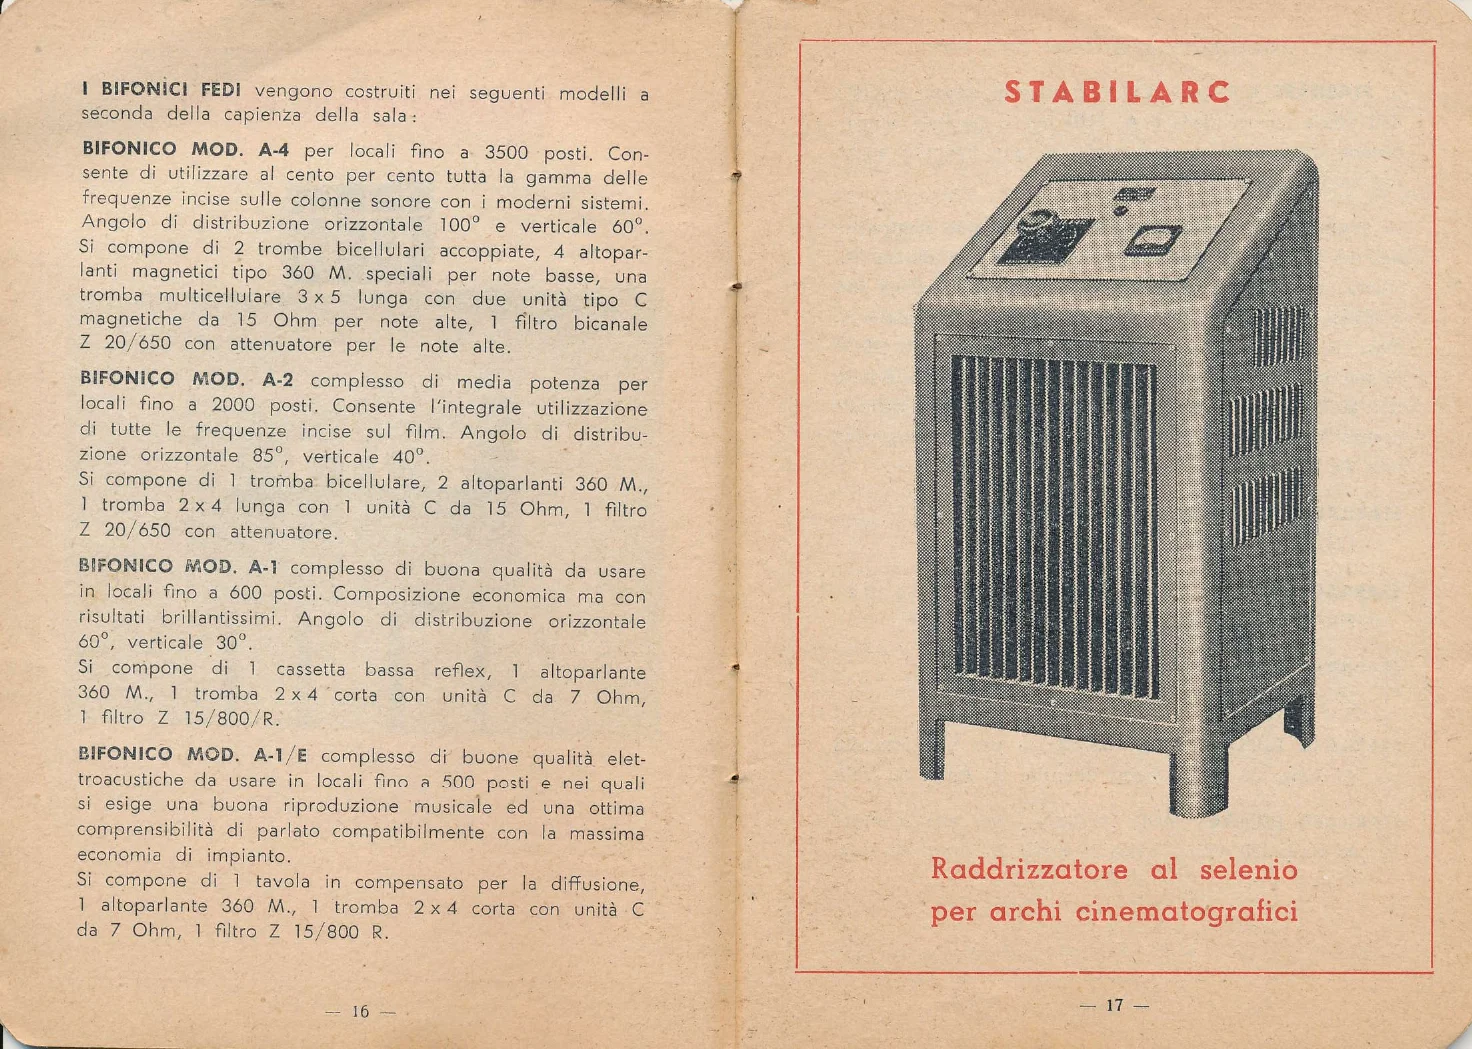 I BIFONICI FEDI vengono costruiti nei seguenti modelli a
seconda della capienza della sala:
BIFONICO MOD. A-4 per locali fino a 3500 posti. Con-
sente di utilizzare al cento per cento tutta la gamma delle
frequenze incise sulle colonne sonore con i moderni sistemi.
Angolo di distribuzione orizzontale 100° e verticale 60°.
Si compone di 2 trombe bicellulari accoppiate, 4 altopar-
lanti magnetici tipo 360 M. speciali per note basse, una
tromba multicellulare 3 x 5 lunga con due unità tipo C
magnetiche da 15 Ohm per note alte, 1 filtro bicanale
Z 20/650 con attenuatore per le note alte.
BIFONICO MOD. A-2 complesso di media potenza per
locali fino a 2000 posti. Consente l'integrale utilizzazione
di tutte le frequenze incise sul film. Angolo di distribu-
zione orizzontale 85°, verticale 40°.
Si compone di 1 tromba bicellulare, 2 altoparlanti 360 M.,
1 tromba 2 x 4 lunga con 1 unità C da 15 Ohm, 1 filtro
Z 20/650 con attenuatore.
BIFONICO MOD. A-1 complesso di buona qualità da usare
in locali fino a 600 posti. Composizione economica ma con
risultati brillantissimi. Angolo di distribuzione orizzontale
60°, verticale 30°.
Si compone di 1 cassetta bassa reflex, 1 altoparlante
360 M., 1 tromba 2 x 4 corta con unità C da 7 Ohm,
1 filtro Z 15/800/R.
BIFONICO MOD. A-1/E complesso di buone qualità elet-
troacustiche da usare in locali fino a 500 posti e nei quali
si esige una buona riproduzione musicale ed una ottima
comprensibilità di parlato compatibilmente con la massima
economia di impianto.
Si compone di 1 tavola in compensato per la diffusione,
1 altoparlante 360 M., 1 tromba 2 x 4 corta con unità C
da 7 Ohm, 1 filtro Z 15/800 R.
— 16 —
STABILARC
Raddrizzatore al selenio
per archi cinematografici
— 17 —